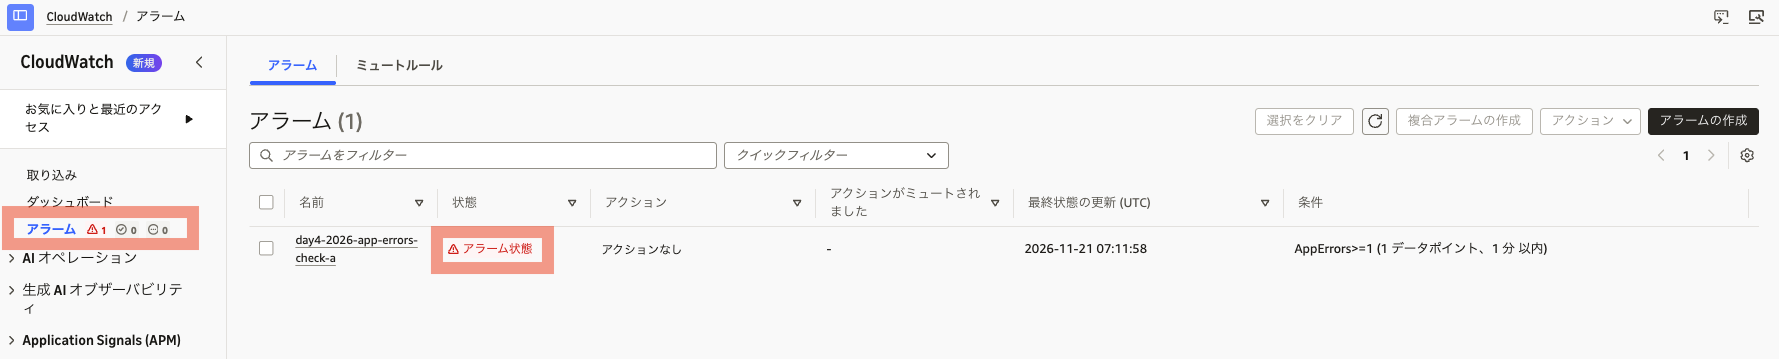 CloudWatch / アラーム
CloudWatch 新規
お気に入りと最近のアク
セス
取り込み
ダッシュボード
アラーム 1 0 0
AI オペレーション
生成 AI オブザーバビリテ
ィ
Application Signals (APM)
アラーム ミュートルール
アラーム (1)
選択をクリア 複合アラームの作成 アクション アラームの作成
アラームをフィルター クイックフィルター 1
名前 状態 アクション アクションがミュートされ
ました 最終状態の更新 (UTC) 条件
day4-2026-app-errors-
check-a アラーム状態 アクションなし - 2026-11-21 07:11:58 AppErrors>=1 (1 データポイント、1 分 以内)